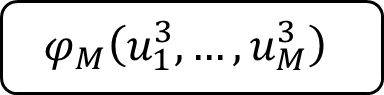 𝜑_M(u_1^3, … , u_M^3)